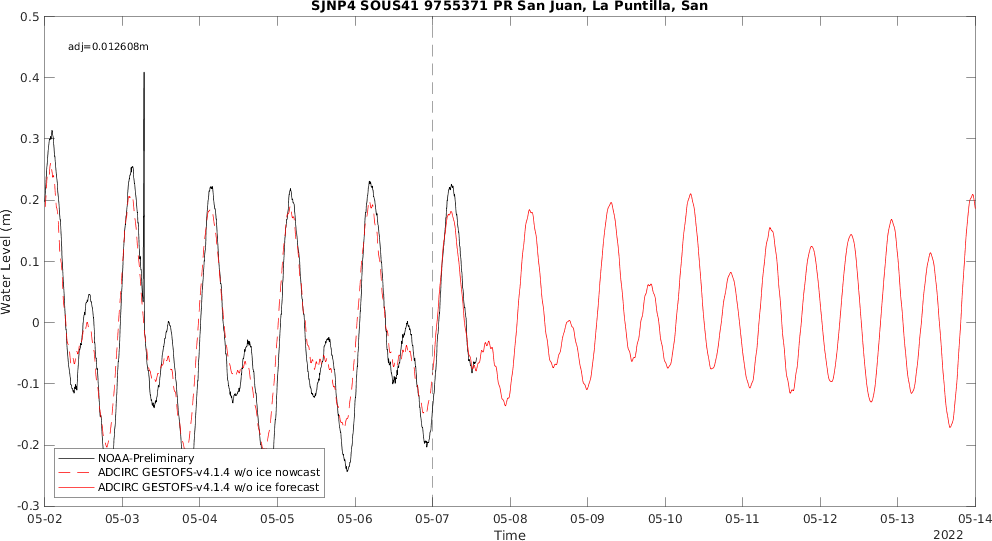 SJNP4 SOUS41 9755371 PR San Juan, La Puntilla, San
adj=0.012608m
Water Level (m)
0.5
0.4
0.3
0.2
0.1
0
-0.1
-0.2
-0.3
NOAA-Preliminary
ADCIRC GESTOFS-v4.1.4 w/o ice nowcast
ADCIRC GESTOFS-v4.1.4 w/o ice forecast
05-02 05-03 05-04 05-05 05-06 05-07 05-08 05-09 05-10 05-11 05-12 05-13 05-14
Time
2022